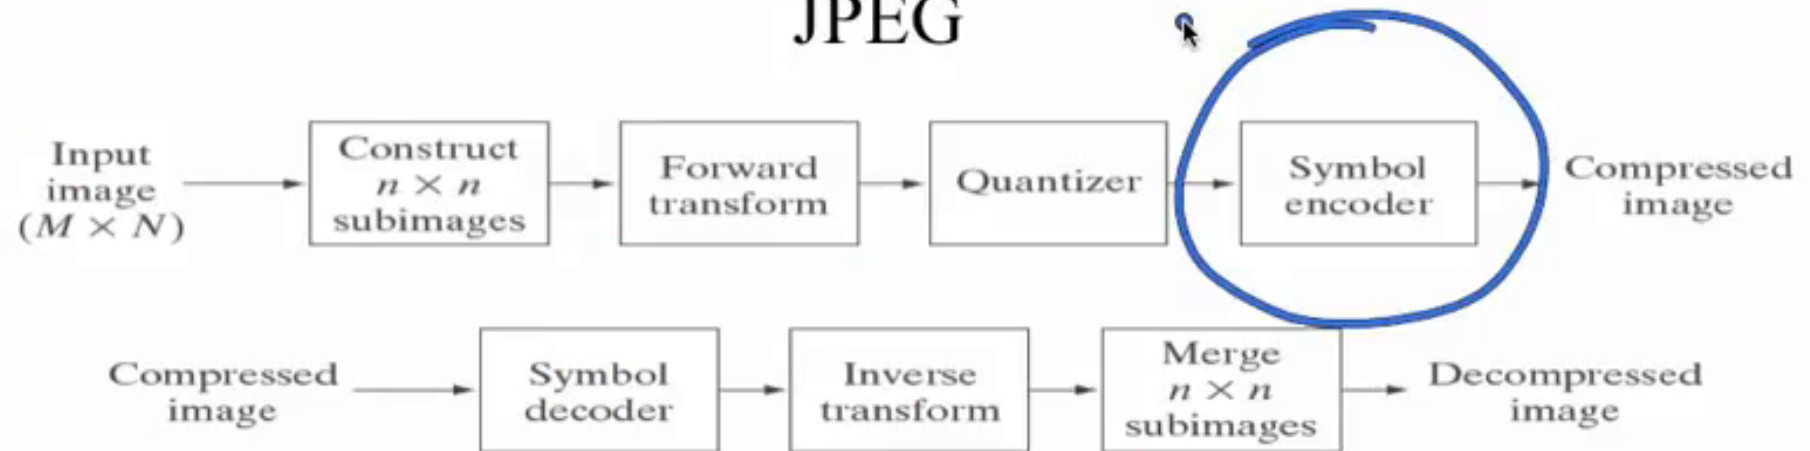 JPEG
Input
image
(M × N)
Construct
n × n
subimages
Forward
transform
Quantizer
Symbol
encoder
Compressed
image
Compressed
image
Symbol
decoder
Inverse
transform
Merge
n × n
subimages
Decompressed
image